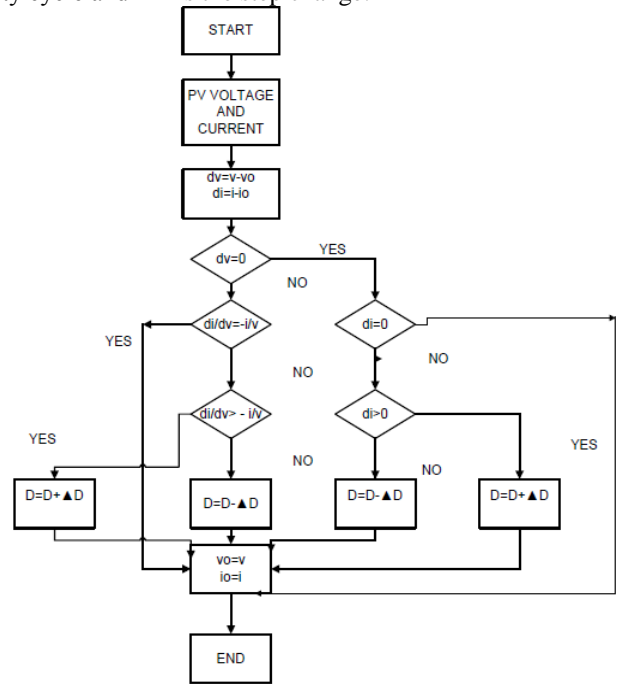 START
PV VOLTAGE
AND
CURRENT
dv=v-vo
di=i-io
dv=0
YES
NO
di/dv=-i/v
di=0
YES
NO
NO
di/dv> - i/v
di>0
YES
YES
NO
NO
D=D+▲D
D=D-▲D
D=D-▲D
D=D+▲D
vo=v
io=i
END